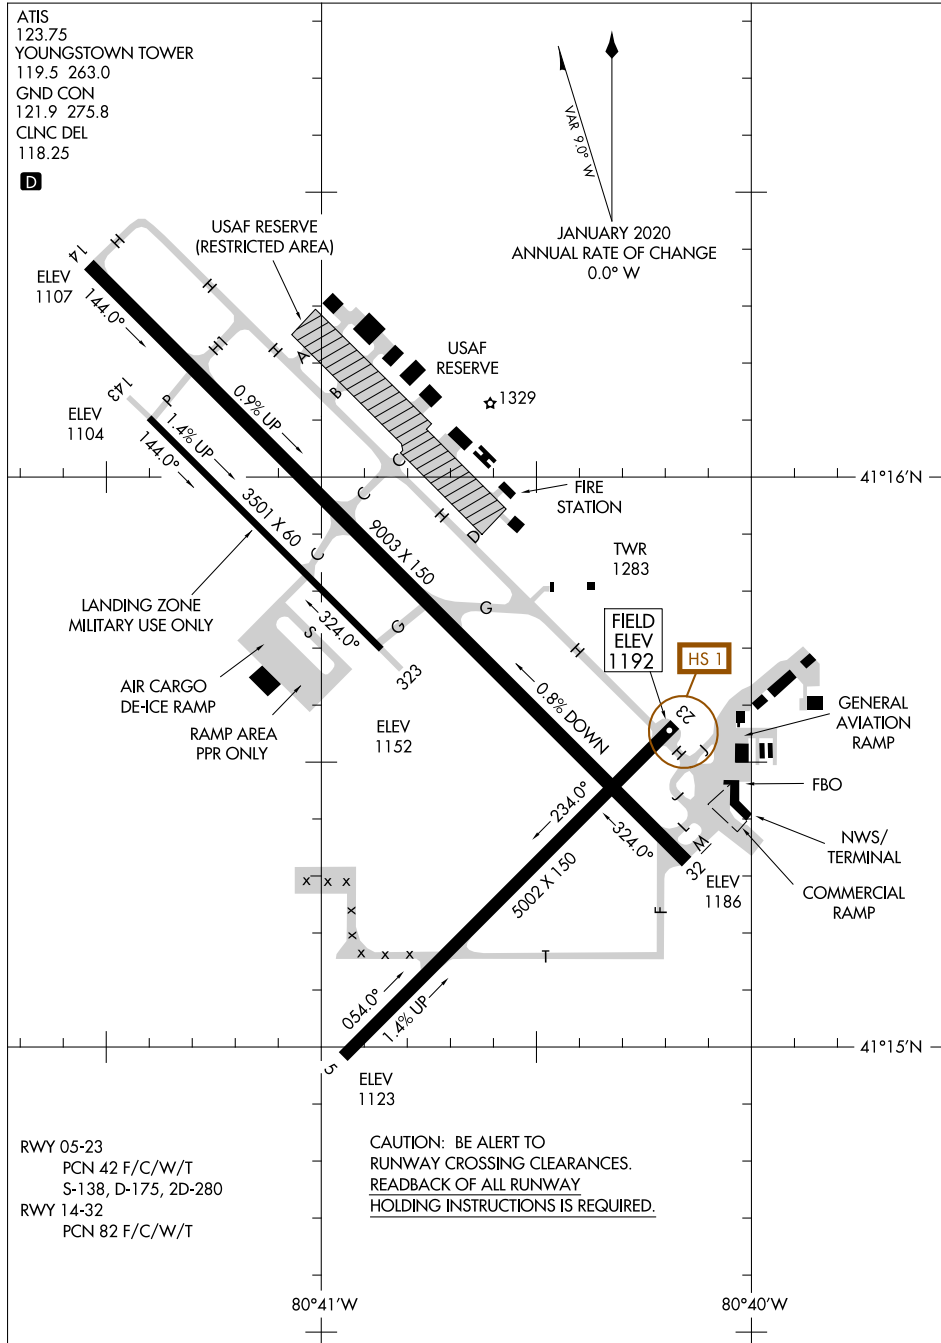 ATIS
123.75
YOUNGSTOWN TOWER
119.5 263.0
GND CON
121.9 275.8
CLNC DEL
118.25
D
VAR 9.0° W
JANUARY 2020
ANNUAL RATE OF CHANGE
0.0° W
USAF RESERVE
(RESTRICTED AREA)
H
14
ELEV
1107
144.0°
H
H1
H
A
B
USAF
RESERVE
1329
143
P
ELEV
1104
1.4% UP
144.0°
0.9% UP
41°16'N
C
C
C
H
D
FIRE
STATION
3501 X 60
9003 X 150
TWR
1283
LANDING ZONE
MILITARY USE ONLY
324.0°
S
G
G
H
323
FIELD
ELEV
1192
HS 1
AIR CARGO
DE-ICE RAMP
RAMP AREA
PPR ONLY
ELEV
1152
0.8% DOWN
23
H
J
J
L
M
GENERAL
AVIATION
RAMP
FBO
NWS/
TERMINAL
COMMERCIAL
RAMP
234.0°
324.0°
32
ELEV
1186
5002 X 150
x x x
x
x
x x x
F
T
054.0°
1.4% UP
5
ELEV
1123
41°15'N
RWY 05-23
PCN 42 F/C/W/T
S-138, D-175, 2D-280
RWY 14-32
PCN 82 F/C/W/T
CAUTION: BE ALERT TO
RUNWAY CROSSING CLEARANCES.
READBACK OF ALL RUNWAY
HOLDING INSTRUCTIONS IS REQUIRED.
80°41'W
80°40'W